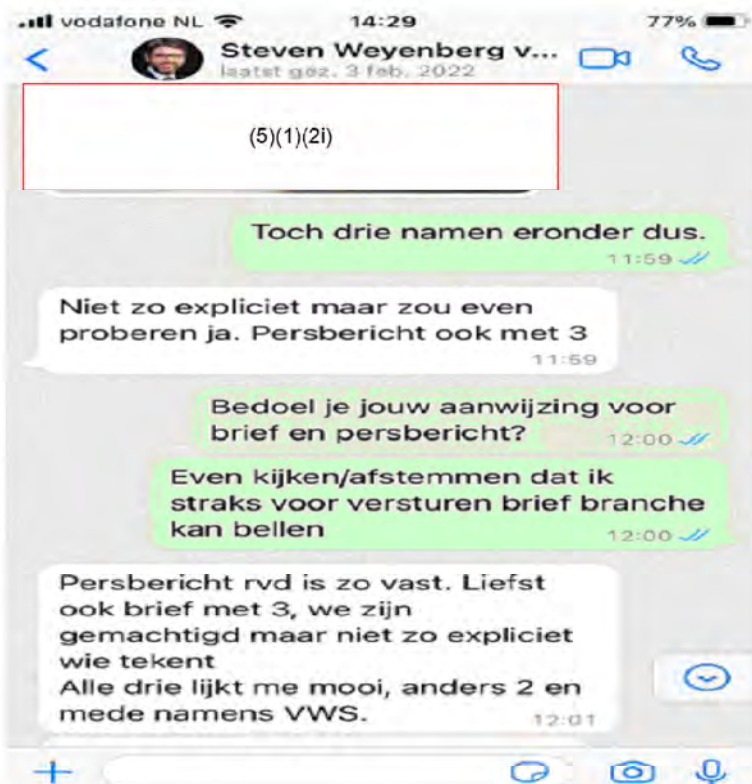 vodafone NL 14:29 77%
Steven Weyenberg v...
laatst gez. 3 feb. 2022
(5)(1)(2i)
Toch drie namen eronder dus.
11:59
Niet zo expliciet maar zou even
proberen ja. Persbericht ook met 3
11:59
Bedoel je jouw aanwijzing voor
brief en persbericht?
12:00
Even kijken/afstemmen dat ik
straks voor versturen brief branche
kan bellen
12:00
Persbericht rvd is zo vast. Liefst
ook brief met 3, we zijn
gemachtigd maar niet zo expliciet
wie tekent
Alle drie lijkt me mooi, anders 2 en
mede namens VWS.
12:01